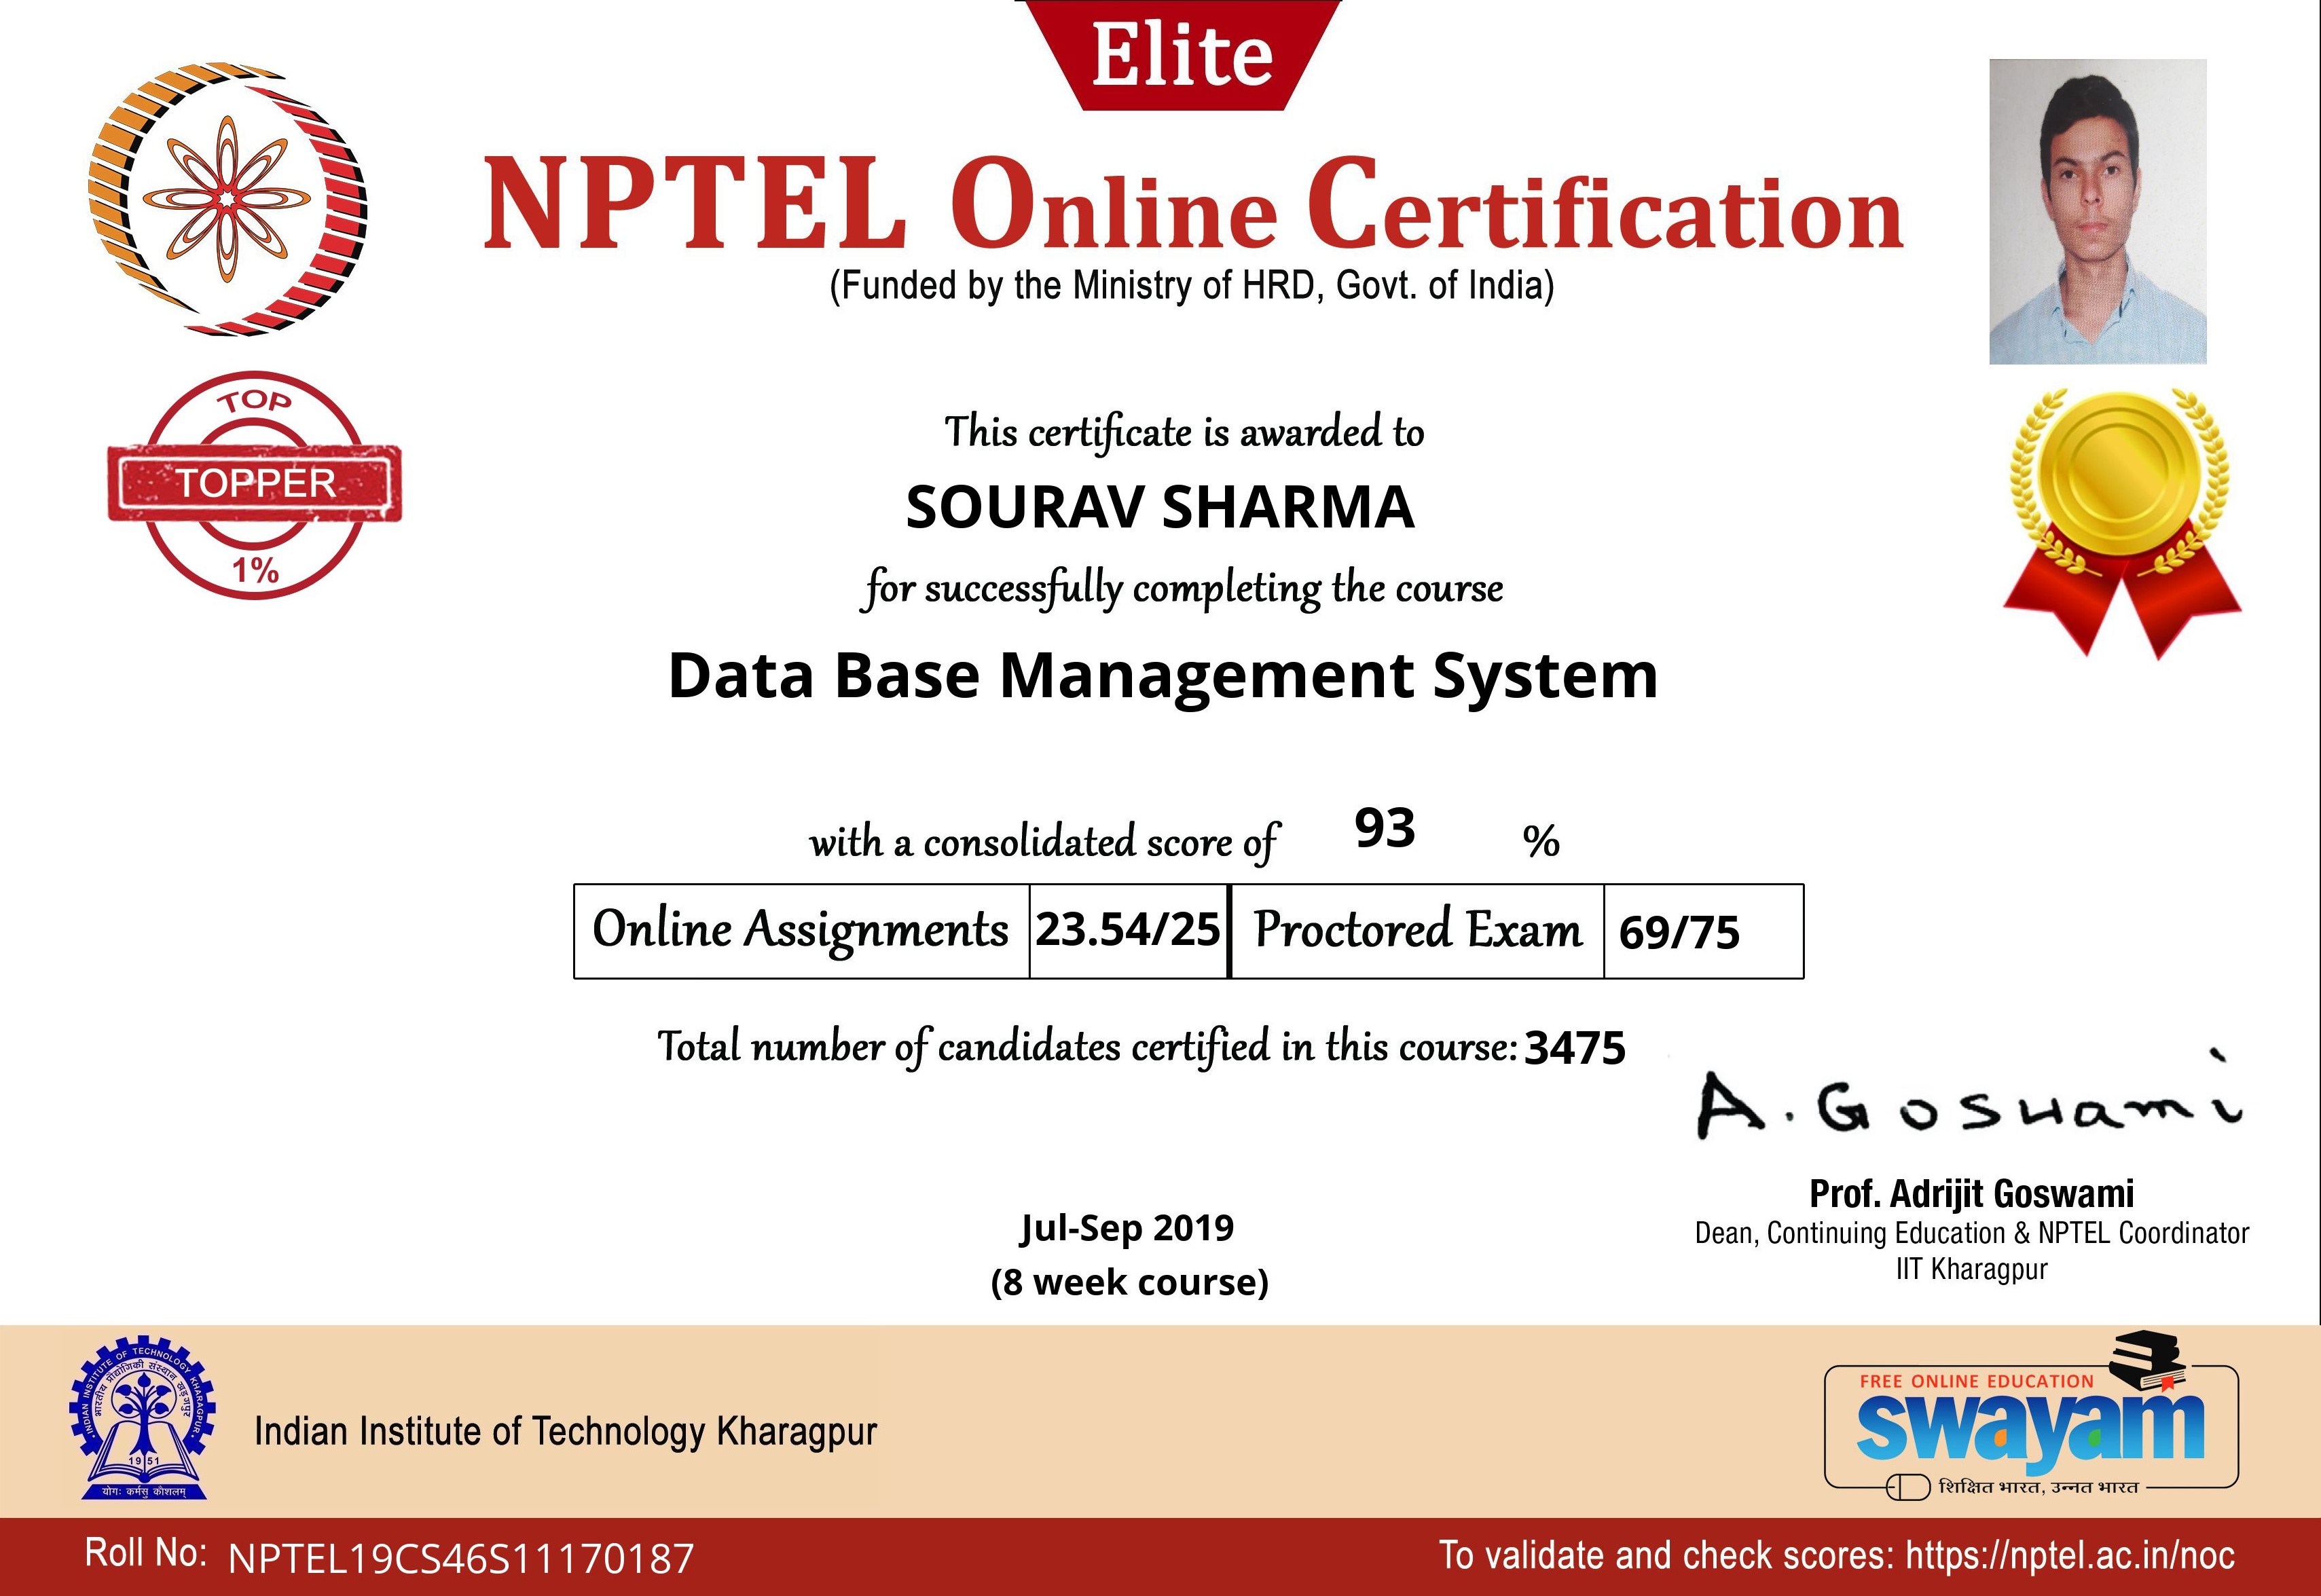 Elite
NPTEL Online Certification
(Funded by the Ministry of HRD, Govt. of India)
TOP
TOPPER
1%
This certificate is awarded to
SOURAV SHARMA
for successfully completing the course
Data Base Management System
with a consolidated score of 93 %
Online Assignments 23.54/25 Proctored Exam 69/75
Total number of candidates certified in this course: 3475
A. Goswami
Prof. Adrijit Goswami
Dean, Continuing Education & NPTEL Coordinator
IIT Kharagpur
Jul-Sep 2019
(8 week course)
INDIAN INSTITUTE OF TECHNOLOGY KHARAGPUR
भारतीय प्रौद्योगिकी संस्थान खड़गपुर
1951
योगः कर्मसु कौशलम्
Indian Institute of Technology Kharagpur
FREE ONLINE EDUCATION
swayam
शिक्षित भारत, उन्नत भारत
Roll No: NPTEL19CS46S11170187
To validate and check scores: https://nptel.ac.in/noc